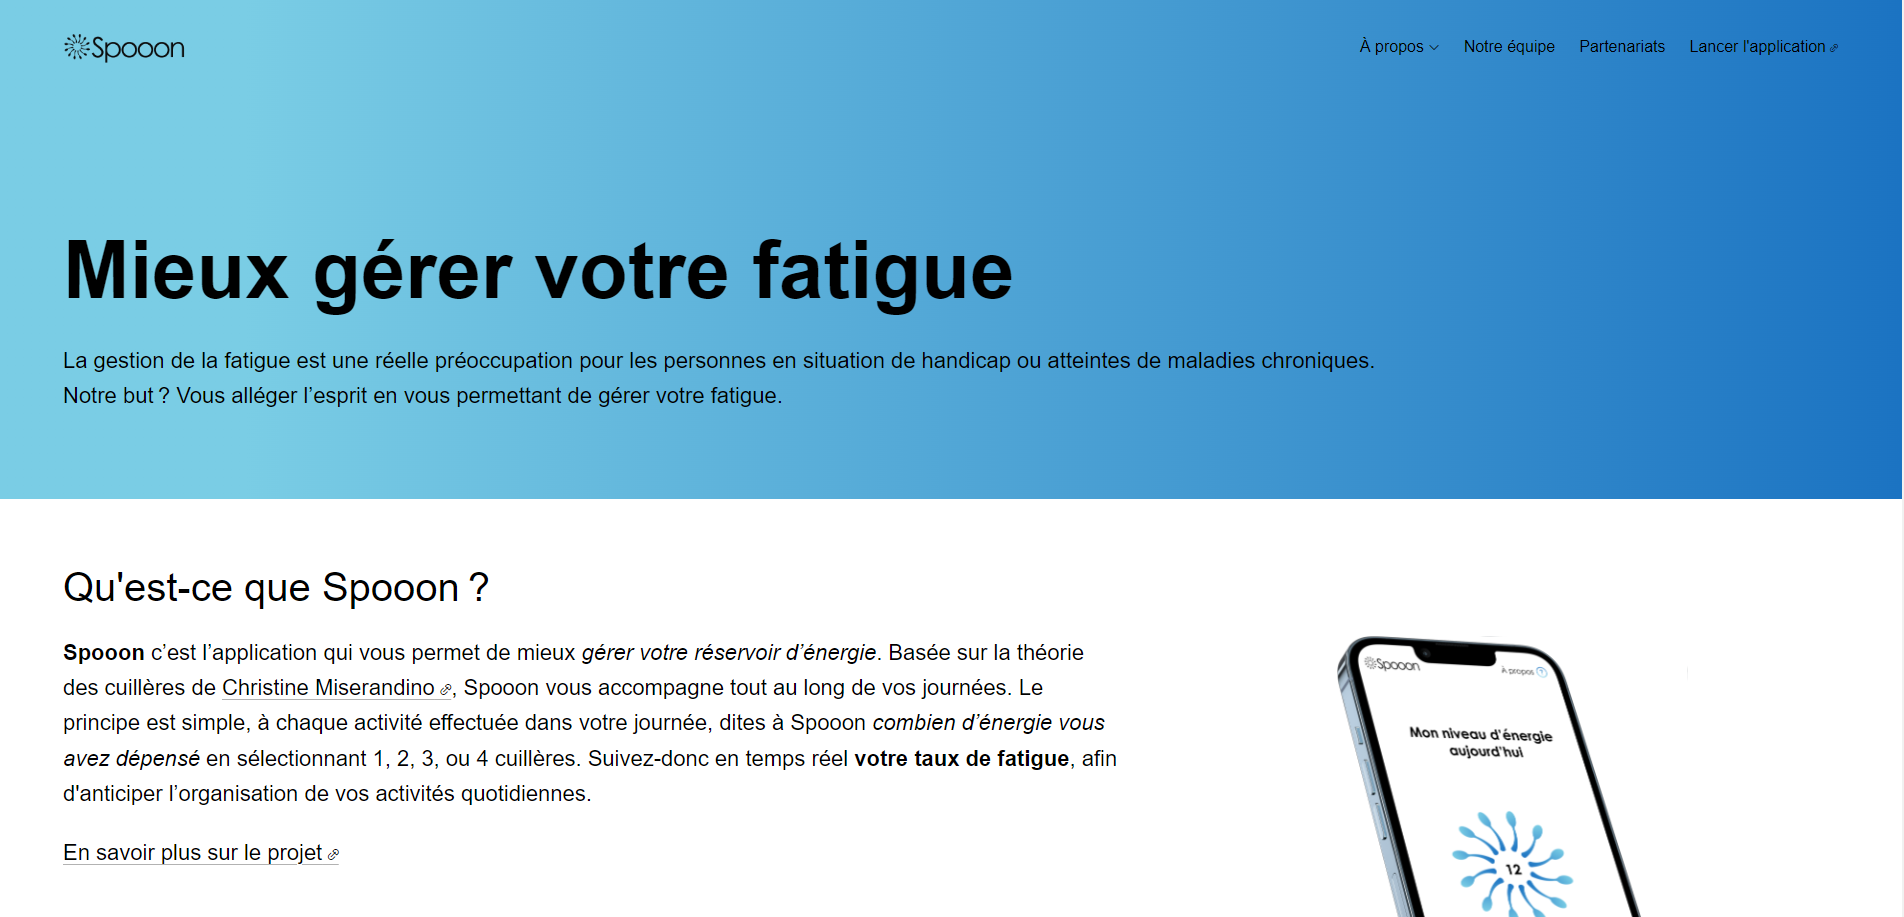 Spooon
À propos
Notre équipe
Partenariats
Lancer l'application
Mieux gérer votre fatigue
La gestion de la fatigue est une réelle préoccupation pour les personnes en situation de handicap ou atteintes de maladies chroniques.
Notre but ? Vous alléger l’esprit en vous permettant de gérer votre fatigue.
Qu'est-ce que Spooon ?
Spooon c’est l’application qui vous permet de mieux gérer votre réservoir d’énergie. Basée sur la théorie
des cuillères de Christine Miserandino, Spooon vous accompagne tout au long de vos journées. Le
principe est simple, à chaque activité effectuée dans votre journée, dites à Spooon combien d’énergie vous
avez dépensé en sélectionnant 1, 2, 3, ou 4 cuillères. Suivez-donc en temps réel votre taux de fatigue, afin
d'anticiper l’organisation de vos activités quotidiennes.
En savoir plus sur le projet
Spooon
À propos
Mon niveau d'énergie
aujourd'hui
12